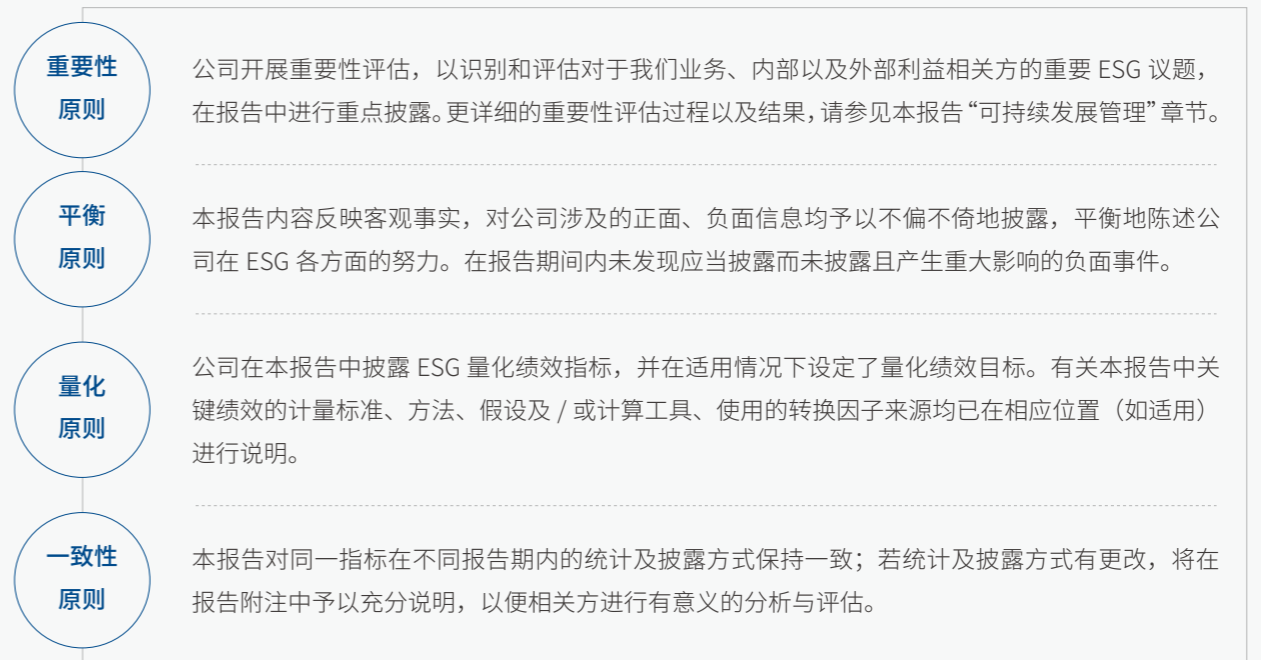 重要性
原则
公司开展重要性评估，以识别和评估对于我们业务、内部以及外部利益相关方的重要 ESG 议题，
在报告中进行重点披露。更详细的重要性评估过程以及结果，请参见本报告“可持续发展管理”章节。
平衡
原则
本报告内容反映客观事实，对公司涉及的正面、负面信息均予以不偏不倚地披露，平衡地陈述公
司在 ESG 各方面的努力。在报告期间内未发现应当披露而未披露且产生重大影响的负面事件。
量化
原则
公司在本报告中披露 ESG 量化绩效指标，并在适用情况下设定了量化绩效目标。有关本报告中关
键绩效的计量标准、方法、假设及 / 或计算工具、使用的转换因子来源均已在相应位置（如适用）
进行说明。
一致性
原则
本报告对同一指标在不同报告期内的统计及披露方式保持一致；若统计及披露方式有更改，将在
报告附注中予以充分说明，以便相关方进行有意义的分析与评估。